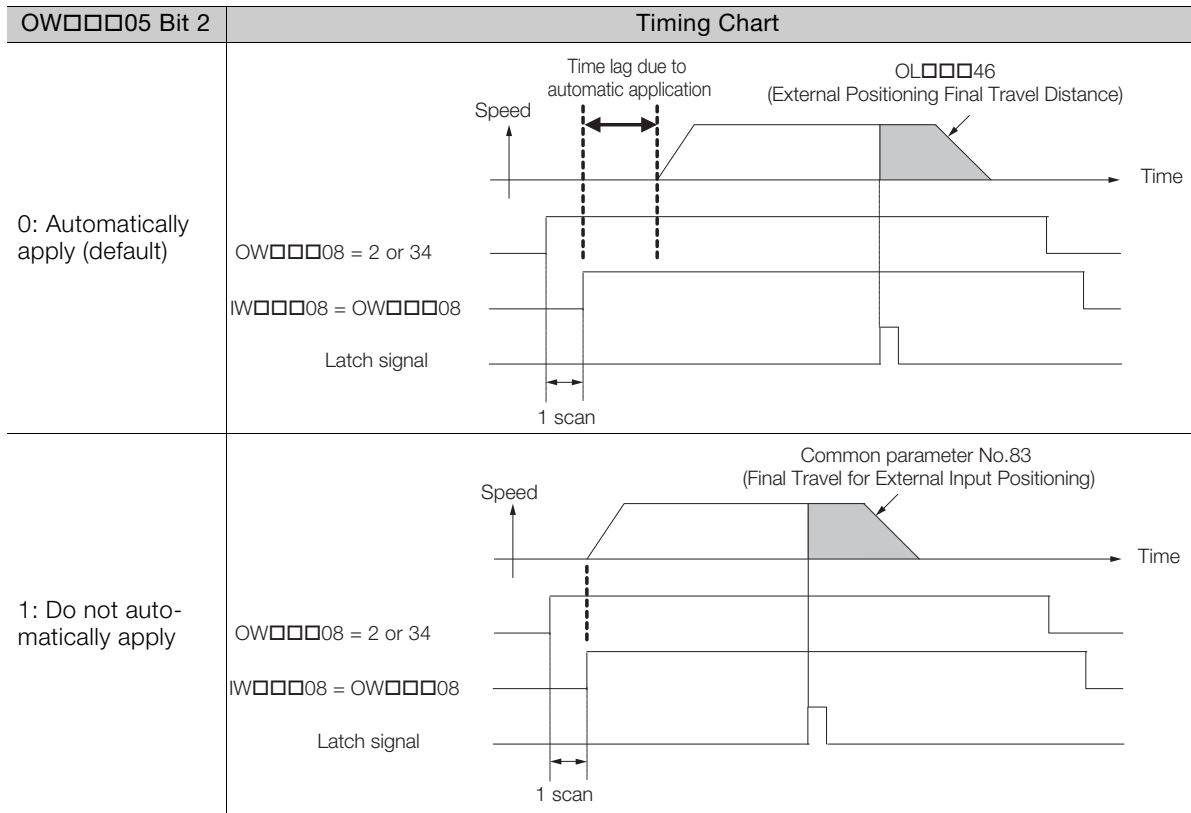 OW□□□05 Bit 2
Timing Chart
0: Automatically
apply (default)
Time lag due to
automatic application
OL□□□46
(External Positioning Final Travel Distance)
Speed
Time
OW□□□08 = 2 or 34
IW□□□08 = OW□□□08
Latch signal
1 scan
1: Do not auto-
matically apply
Common parameter No.83
(Final Travel for External Input Positioning)
Speed
Time
OW□□□08 = 2 or 34
IW□□□08 = OW□□□08
Latch signal
1 scan